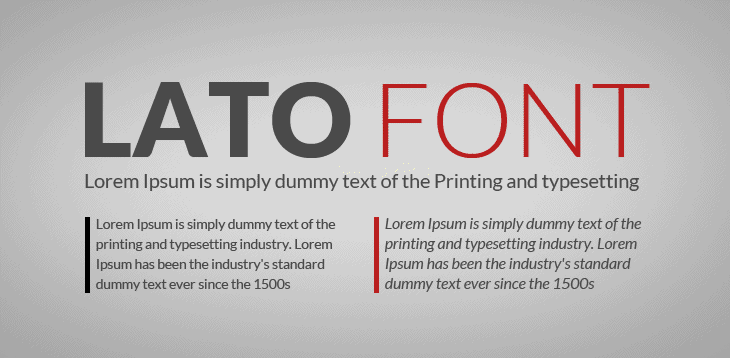 LATO FONT
Lorem Ipsum is simply dummy text of the Printing and typesetting
Lorem Ipsum is simply dummy text of the
printing and typesetting industry. Lorem
Ipsum has been the industry's standard
dummy text ever since the 1500s
Lorem Ipsum is simply dummy text of the
printing and typesetting industry. Lorem
Ipsum has been the industry's standard
dummy text ever since the 1500s